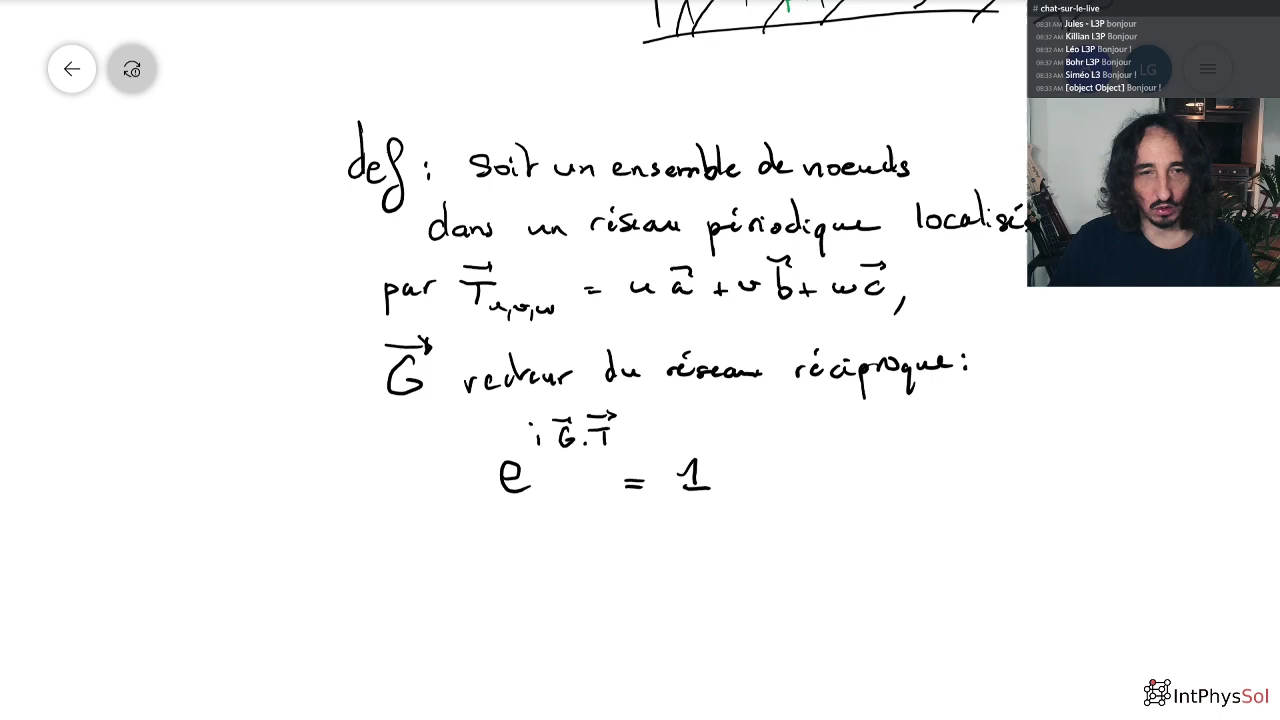 # chat-sur-le-live
08:31 AM Jules - L3P bonjour
08:32 AM Killian L3P Bonjour
08:32 AM Léo L3P Bonjour !
08:32 AM Bohr L3P Bonjour
08:33 AM Siméo L3 Bonjour !
08:33 AM [object Object] Bonjour !
LG
def : soit un ensemble de noeuds
dans un réseau périodique localisés
par T⃗u,v,w = u a⃗ + v b⃗ + w c⃗,
G⃗ vecteur du réseau réciproque :
e^{i G⃗.T⃗} = 1
IntPhysSol